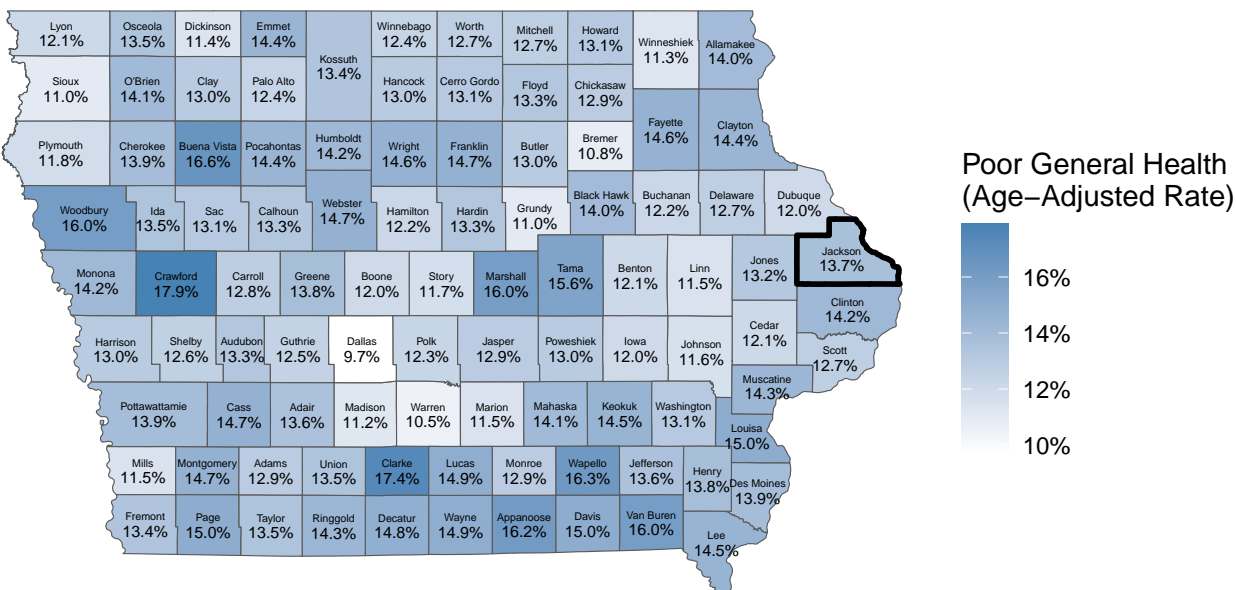 Lyon
12.1%
Osceola
13.5%
Dickinson
11.4%
Emmet
14.4%
Kossuth
13.4%
Winnebago
12.4%
Worth
12.7%
Mitchell
12.7%
Howard
13.1%
Winneshiek
11.3%
Allamakee
14.0%
Sioux
11.0%
O'Brien
14.1%
Clay
13.0%
Palo Alto
12.4%
Hancock
13.0%
Cerro Gordo
13.1%
Floyd
13.3%
Chickasaw
12.9%
Plymouth
11.8%
Cherokee
13.9%
Buena Vista
16.6%
Pocahontas
14.4%
Humboldt
14.2%
Wright
14.6%
Franklin
14.7%
Butler
13.0%
Bremer
10.8%
Fayette
14.6%
Clayton
14.4%
Woodbury
16.0%
Ida
13.5%
Sac
13.1%
Calhoun
13.3%
Webster
14.7%
Hamilton
12.2%
Hardin
13.3%
Grundy
11.0%
Black Hawk
14.0%
Buchanan
12.2%
Delaware
12.7%
Dubuque
12.0%
Monona
14.2%
Crawford
17.9%
Carroll
12.8%
Greene
13.8%
Boone
12.0%
Story
11.7%
Marshall
16.0%
Tama
15.6%
Benton
12.1%
Linn
11.5%
Jones
13.2%
Jackson
13.7%
Clinton
14.2%
Harrison
13.0%
Shelby
12.6%
Audubon
13.3%
Guthrie
12.5%
Dallas
9.7%
Polk
12.3%
Jasper
12.9%
Poweshiek
13.0%
Iowa
12.0%
Johnson
11.6%
Cedar
12.1%
Scott
12.7%
Muscatine
14.3%
Pottawattamie
13.9%
Cass
14.7%
Adair
13.6%
Madison
11.2%
Warren
10.5%
Marion
11.5%
Mahaska
14.1%
Keokuk
14.5%
Washington
13.1%
Louisa
15.0%
Mills
11.5%
Montgomery
14.7%
Adams
12.9%
Union
13.5%
Clarke
17.4%
Lucas
14.9%
Monroe
12.9%
Wapello
16.3%
Jefferson
13.6%
Henry
13.8%
Des Moines
13.9%
Fremont
13.4%
Page
15.0%
Taylor
13.5%
Ringgold
14.3%
Decatur
14.8%
Wayne
14.9%
Appanoose
16.2%
Davis
15.0%
Van Buren
16.0%
Lee
14.5%
Poor General Health
(Age−Adjusted Rate)
16%
14%
12%
10%